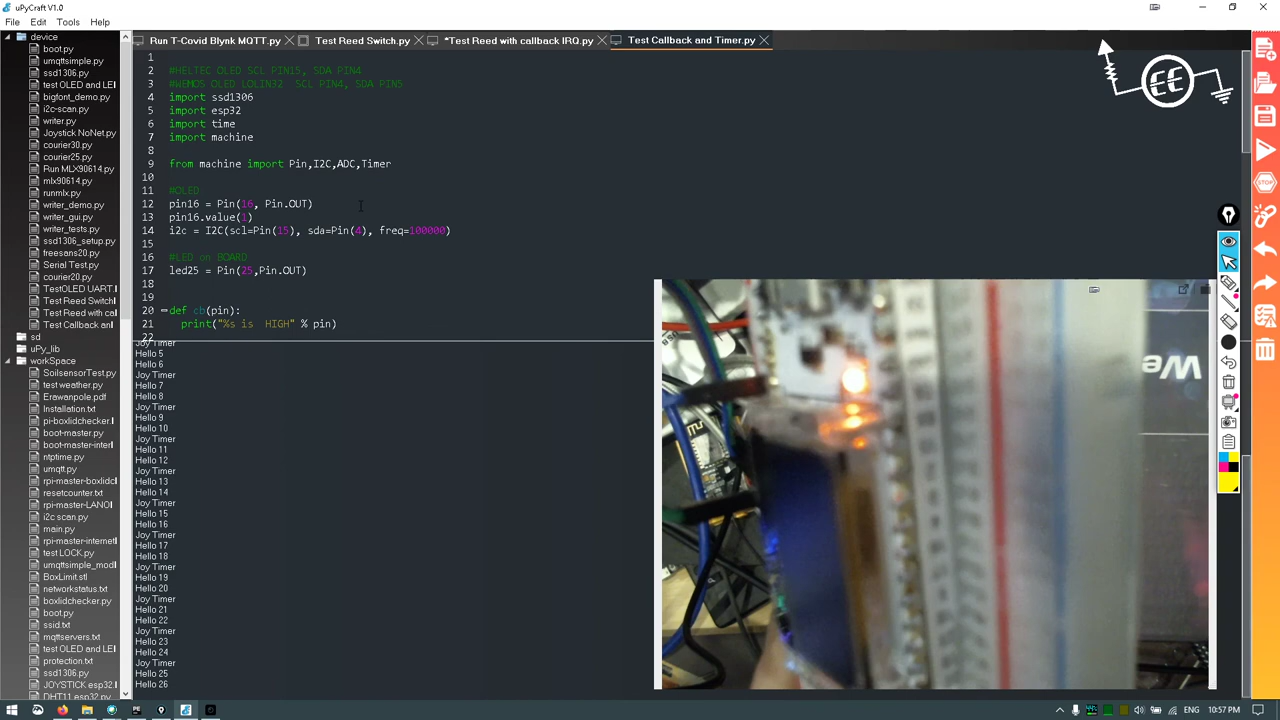 uPyCraft V1.0
File Edit Tools Help
device
boot.py
umqttsimple.py
ssd1306.py
test OLED and LEI
bigfont_demo.py
i2c-scan.py
writer.py
Joystick NoNet.py
courier30.py
courier25.py
Run MLX90614.py
mlx90614.py
runmlx.py
writer_demo.py
writer_gui.py
writer_tests.py
ssd1306_setup.py
freesans20.py
Serial Test.py
courier20.py
TestOLED UART.
Test Reed Switcl
Test Reed with cal
Test Callback and
sd
uPy_lib
workSpace
SoilsensorTest.py
test weather.py
Erawanpole.pdf
Installation.txt
pi-boxlidchecker.l
boot-master.py
boot-master-interl
ntptime.py
umqtt.py
rpi-master-boxlidc
resetcounter.txt
rpi-master-LANOI
i2c scan.py
main.py
rpi-master-internetl
test LOCK.py
umqttsimple_modi
BoxLimit.stl
networkstatus.txt
boxlidchecker.py
boot.py
ssid.txt
mqttservers.txt
test OLED and LEI
protection.txt
ssd1306.py
JOYSTICK esp32.l
DHT11 esp32.py
Run T-Covid Blynk MQTT.py
Test Reed Switch.py
*Test Reed with callback IRQ.py
Test Callback and Timer.py
1
2 #HELTEC OLED SCL PIN15, SDA PIN4
3 #WEMOS OLED LOLIN32 SCL PIN4, SDA PIN5
4 import ssd1306
5 import esp32
6 import time
7 import machine
8
9 from machine import Pin,I2C,ADC,Timer
10
11 #OLED
12 pin16 = Pin(16, Pin.OUT)
13 pin16.value(1)
14 i2c = I2C(scl=Pin(15), sda=Pin(4), freq=100000)
15
16 #LED on BOARD
17 led25 = Pin(25,Pin.OUT)
18
19
20 def cb(pin):
21 print("%s is HIGH" % pin)
22
Joy Timer
Hello 5
Hello 6
Joy Timer
Hello 7
Hello 8
Joy Timer
Hello 9
Hello 10
Joy Timer
Hello 11
Hello 12
Joy Timer
Hello 13
Hello 14
Joy Timer
Hello 15
Hello 16
Joy Timer
Hello 17
Hello 18
Joy Timer
Hello 19
Hello 20
Joy Timer
Hello 21
Hello 22
Joy Timer
Hello 23
Hello 24
Joy Timer
Hello 25
Hello 26
EE
STOP
We
ENG
10:57 PM